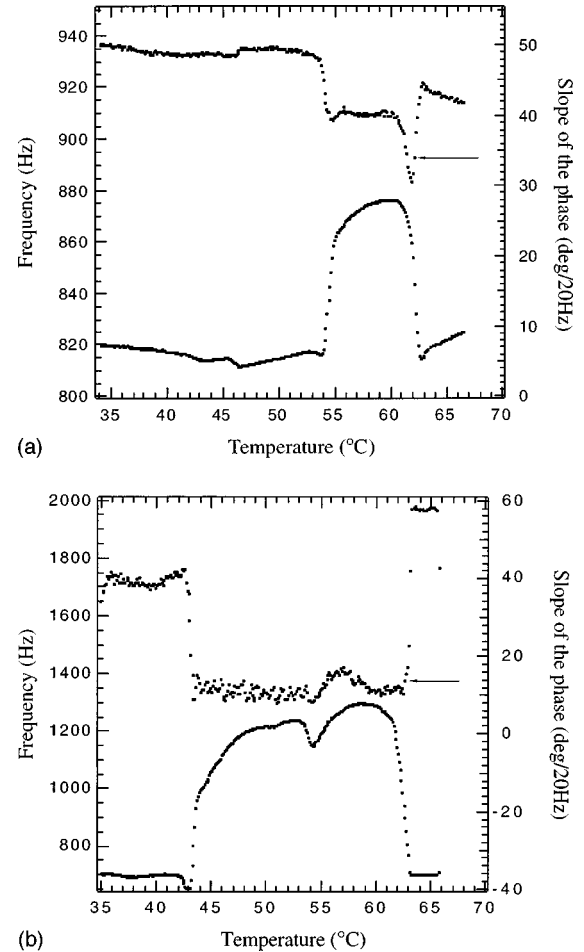 940
920
900
880
860
840
820
800
Frequency (Hz)
50
40
30
20
10
0
Slope of the phase (deg/20Hz)
35 40 45 50 55 60 65 70
(a)
Temperature (°C)
2000
1800
1600
1400
1200
1000
800
Frequency (Hz)
60
40
20
0
-20
-40
Slope of the phase (deg/20Hz)
35 40 45 50 55 60 65 70
(b)
Temperature (°C)